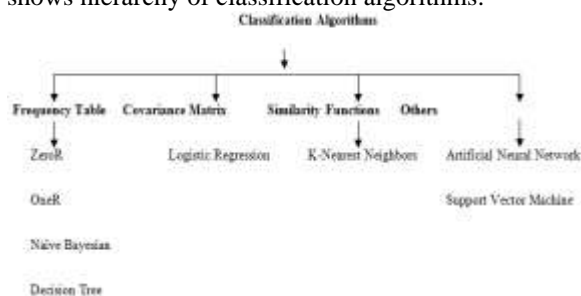 shows hierarchy of classification algorithms.
Classification Algorithms
Frequency Table Covariance Matrix Similarity Functions Others
ZeroR Logistic Regression K-Nearest Neighbors Artificial Neural Network
OneR Support Vector Machine
Naive Bayesian
Decision Tree